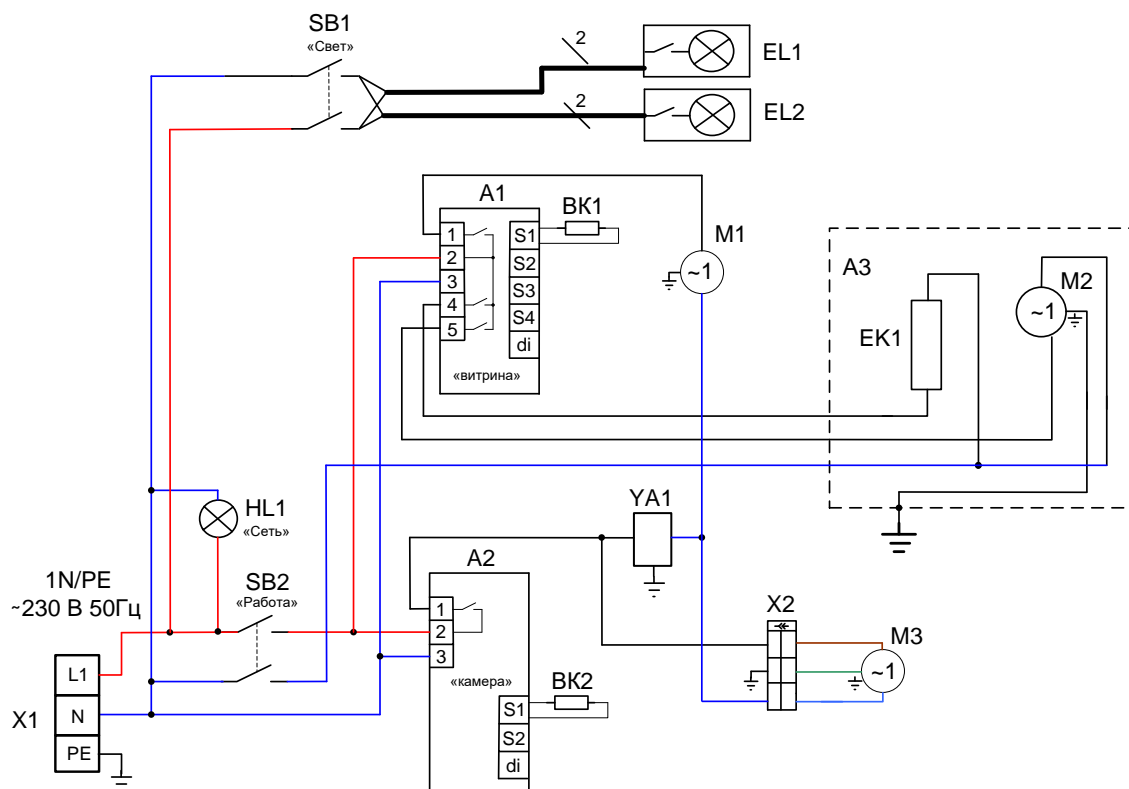 SB1
«Свет»
2
EL1
2
EL2
A1
BK1
1
S1
2
S2
3
S3
4
S4
5
di
«витрина»
M1
~1
A3
EK1
M2
~1
HL1
«Сеть»
YA1
1N/PE
~230 В 50Гц
SB2
«Работа»
A2
1
2
3
«камера»
BK2
S1
S2
di
X2
M3
~1
X1
L1
N
PE